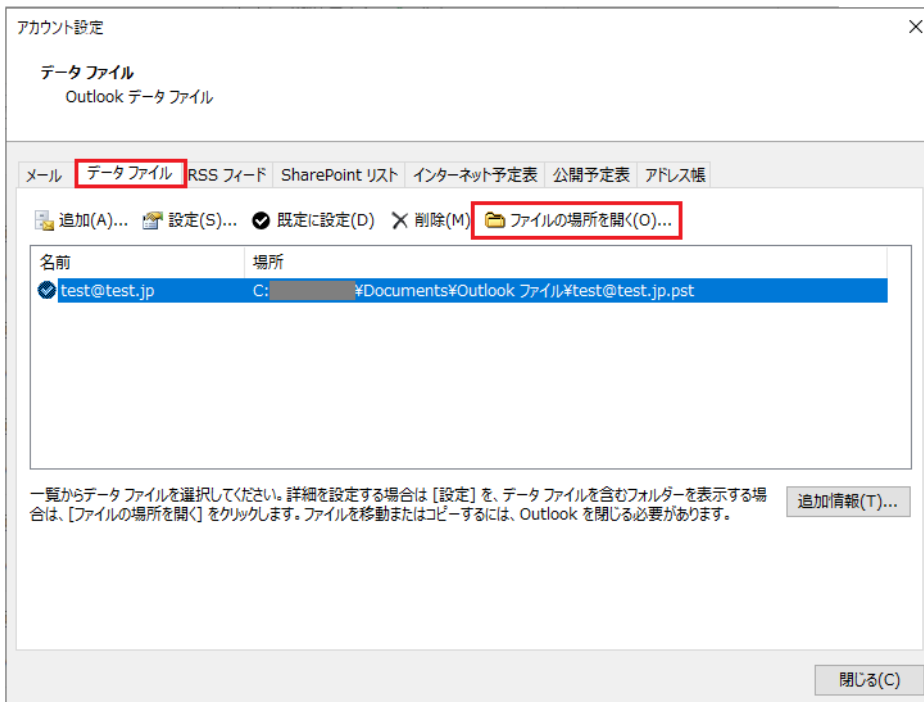 アカウント設定
データ ファイル
Outlook データ ファイル
メール データ ファイル RSS フィード SharePoint リスト インターネット予定表 公開予定表 アドレス帳
追加(A)... 設定(S)... 既定に設定(D) 削除(M) ファイルの場所を開く(O)...
名前 場所
test@test.jp C: ¥Documents¥Outlook ファイル¥test@test.jp.pst
一覧からデータ ファイルを選択してください。詳細を設定する場合は [設定] を、データ ファイルを含むフォルダーを表示する場
合は、[ファイルの場所を開く] をクリックします。ファイルを移動またはコピーするには、Outlook を閉じる必要があります。
追加情報(T)...
閉じる(C)